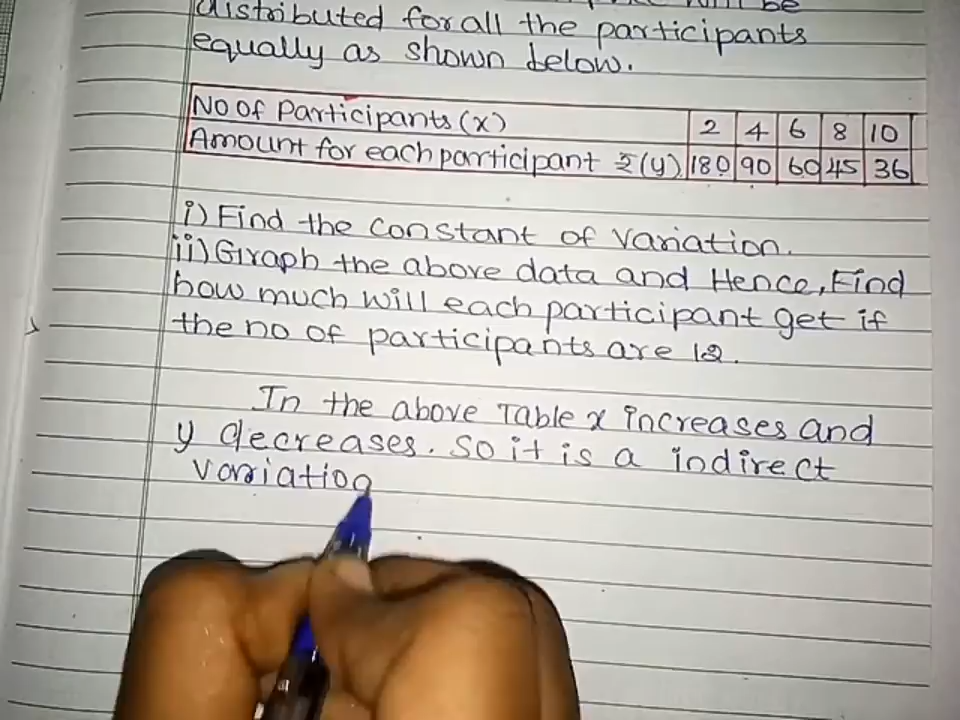 be
distributed for all the participants
equally as shown below.
No Of Participants (x) 2 4 6 8 10
Amount for each participant ₹ (y) 180 90 60 45 36
i) Find the constant of variation.
ii) Graph the above data and Hence, Find
how much will each participant get if
the no of participants are 12.
In the above Table x increases and
y decreases. So it is a indirect
variation